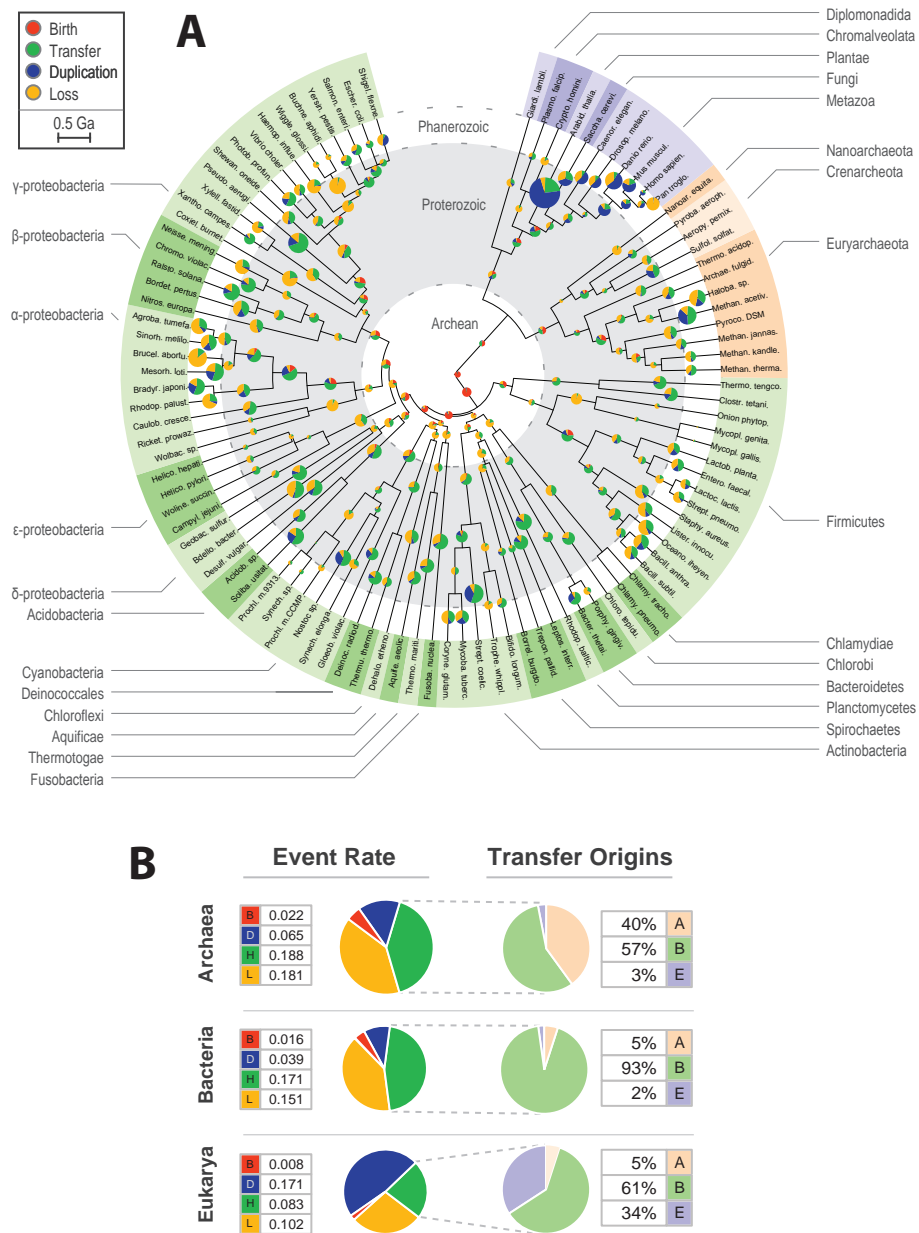 A
Birth
Transfer
Duplication
Loss
0.5 Ga
Phanerozoic
Proterozoic
Archean
Diplomonadida
Chromalveolata
Plantae
Fungi
Metazoa
Nanoarchaeota
Crenarcheota
Euryarchaeota
Firmicutes
Chlamydiae
Chlorobi
Bacteroidetes
Planctomycetes
Spirochaetes
Actinobacteria
γ-proteobacteria
β-proteobacteria
α-proteobacteria
ε-proteobacteria
δ-proteobacteria
Acidobacteria
Cyanobacteria
Deinococcales
Chloroflexi
Aquificae
Thermotogae
Fusobacteria
Giardi. lambli.
Plasmo. falcip.
Crypto. homini.
Arabid. thalia.
Saccha. cerevi.
Caenor. elegan.
Drosop. melano.
Danio rerio.
Mus muscul.
Homo sapien.
Pan troglo.
Nanoar. equita.
Pyroba. aeroph.
Aeropy. pernix.
Sulfol. solfat.
Thermo. acidop.
Archae. fulgid.
Haloba. sp.
Methan. acetiv.
Pyroco. DSM
Methan. jannas.
Methan. kandle.
Methan. therma.
Thermo. tengco.
Clostr. tetani.
Onion phytop.
Mycopl. genita.
Mycopl. gallis.
Lactob. planta.
Entero. faecal.
Lactoc. lactis.
Strept. pneumo.
Staphy. aureus.
Lister. innocu.
Oceano. iheyen.
Bacill. anthra.
Bacill. subtil.
Chlamy. tracho.
Chlamy. pneumo.
Chloro. tepidu.
Porphy. gingiv.
Bacter. thetai.
Rhodop. baltic.
Leptos. interr.
Trepon. pallid.
Borrel. burgdo.
Bifido. longum.
Trophe. whippl.
Strept. coelic.
Mycoba. tuberc.
Coryne. glutam.
Fusoba. nuclea.
Thermo. mariti.
Aquife. aeolic.
Dehalo. etheno.
Thermu. thermo.
Deinoc. radiod.
Gloeob. violac.
Synech. elonga.
Nostoc sp.
Prochl. m.CCMP
Synech. sp.
Prochl. m.9313
Soliba. usitat.
Acidob. sp.
Desulf. vulgar.
Bdello. bacter.
Geobac. sulfur.
Campyl. jejuni.
Woline. succin.
Helico. pylori.
Helico. hepati.
Wolbac. sp.
Ricket. prowaz.
Caulob. cresce.
Rhodop. palust.
Bradyr. japoni.
Mesorh. loti.
Brucel. abortu.
Sinorh. melilo.
Agroba. tumefa.
Nitros. europa.
Bordet. pertus.
Ralsto. solana.
Chromo. violac.
Neisse. mening.
Coxiel. burnet.
Xantho. campes.
Xylell. fastid.
Pseudo. aerugi.
Shewan. oneide.
Photob. profun.
Vibrio choler.
Haemop. influe.
Wiggle. glossi.
Buchne. aphidi.
Yersin. pestis
Salmon. enteri.
Escher. coli.
Shigel. flexne.
B
Event Rate
Transfer Origins
Archaea
B 0.022
D 0.065
H 0.188
L 0.181
40% A
57% B
3% E
Bacteria
B 0.016
D 0.039
H 0.171
L 0.151
5% A
93% B
2% E
Eukarya
B 0.008
D 0.171
H 0.083
L 0.102
5% A
61% B
34% E